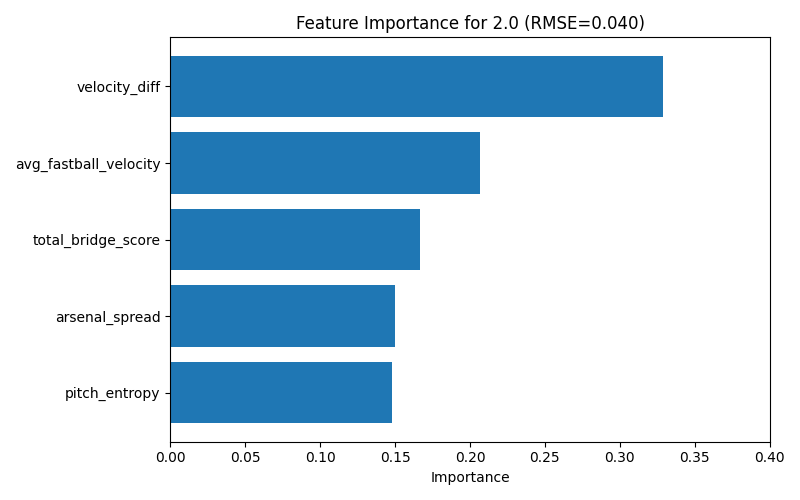 Feature Importance for 2.0 (RMSE=0.040)
velocity_diff
avg_fastball_velocity
total_bridge_score
arsenal_spread
pitch_entropy
0.00 0.05 0.10 0.15 0.20 0.25 0.30 0.35 0.40
Importance